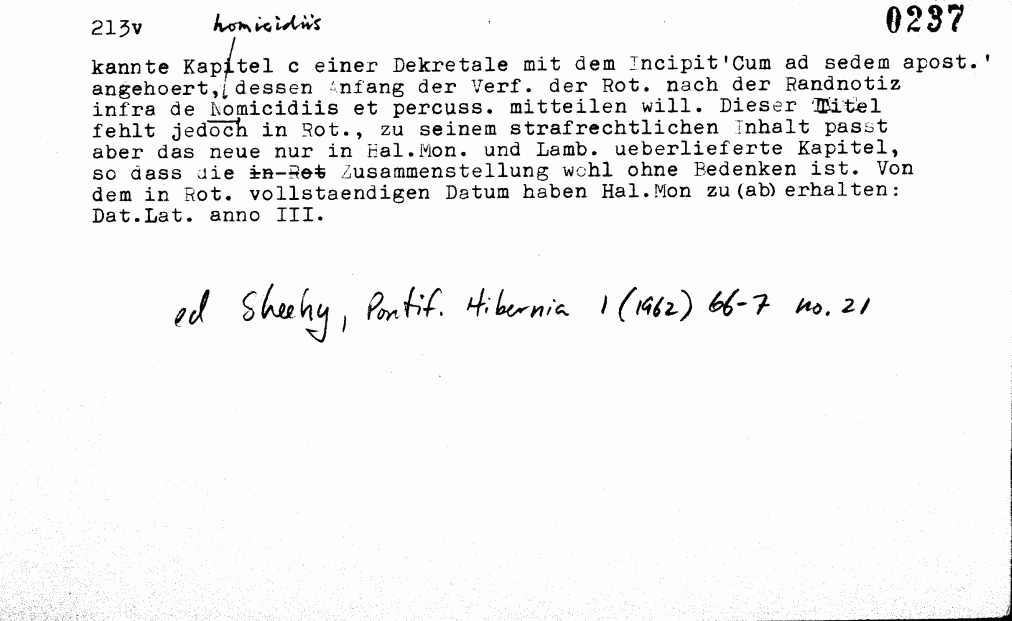 213v homicidiis 0237
kannte Kapitel c einer Dekretale mit dem Incipit'Cum ad sedem apost.'
angehoert, dessen Anfang der Verf. der Rot. nach der Randnotiz
infra de homicidiis et percuss. mitteilen will. Dieser Titel
fehlt jedoch in Rot., zu seinem strafrechtlichen Inhalt passt
aber das neue nur in Hal.Mon. und Lamb. ueberlieferte Kapitel,
so dass die in Rot Zusammenstellung wohl ohne Bedenken ist. Von
dem in Rot. vollstaendigen Datum haben Hal.Mon zu(ab)erhalten:
Dat.Lat. anno III.
ed Sheehy, Pontif. Hibernia 1 (1962) 66-7 no. 21